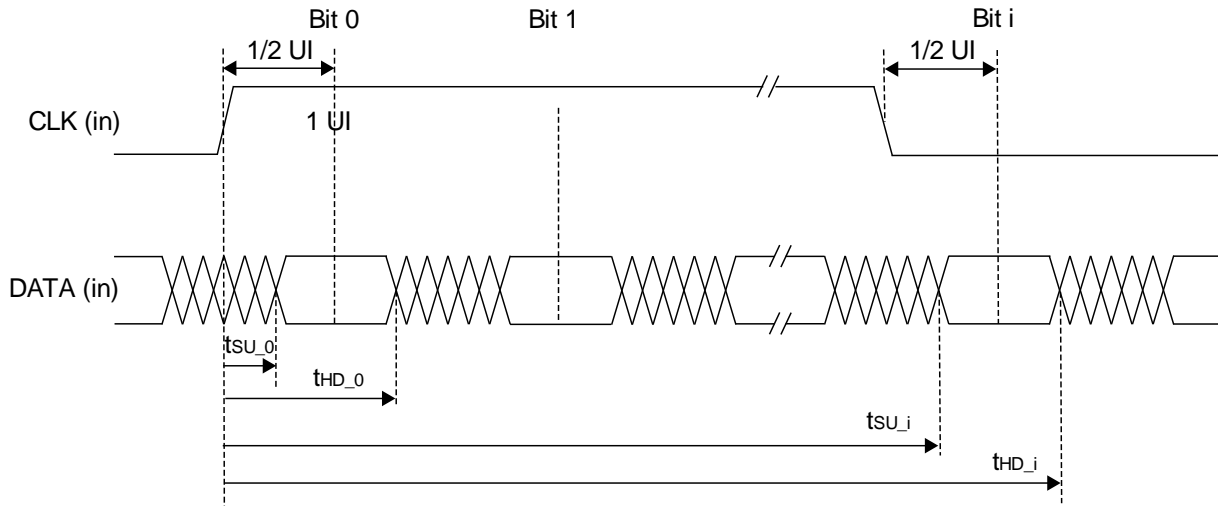 Bit 0
Bit 1
Bit i
1/2 UI
1/2 UI
CLK (in)
1 UI
DATA (in)
tSU_0
tHD_0
tSU_i
tHD_i